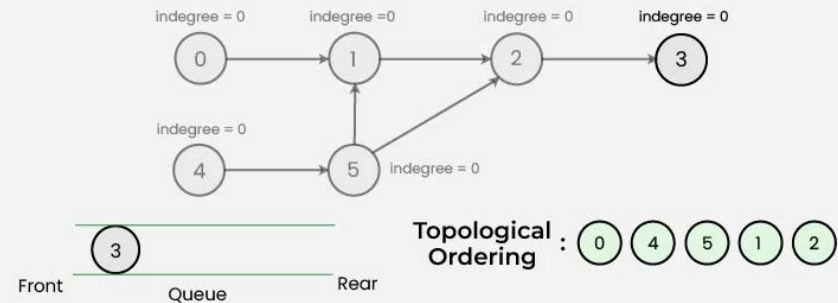 indegree = 0 indegree =0 indegree = 0 indegree = 0
0 1 2 3
indegree = 0
4 5 indegree = 0
3
Front Queue Rear
Topological
Ordering : 0 4 5 1 2